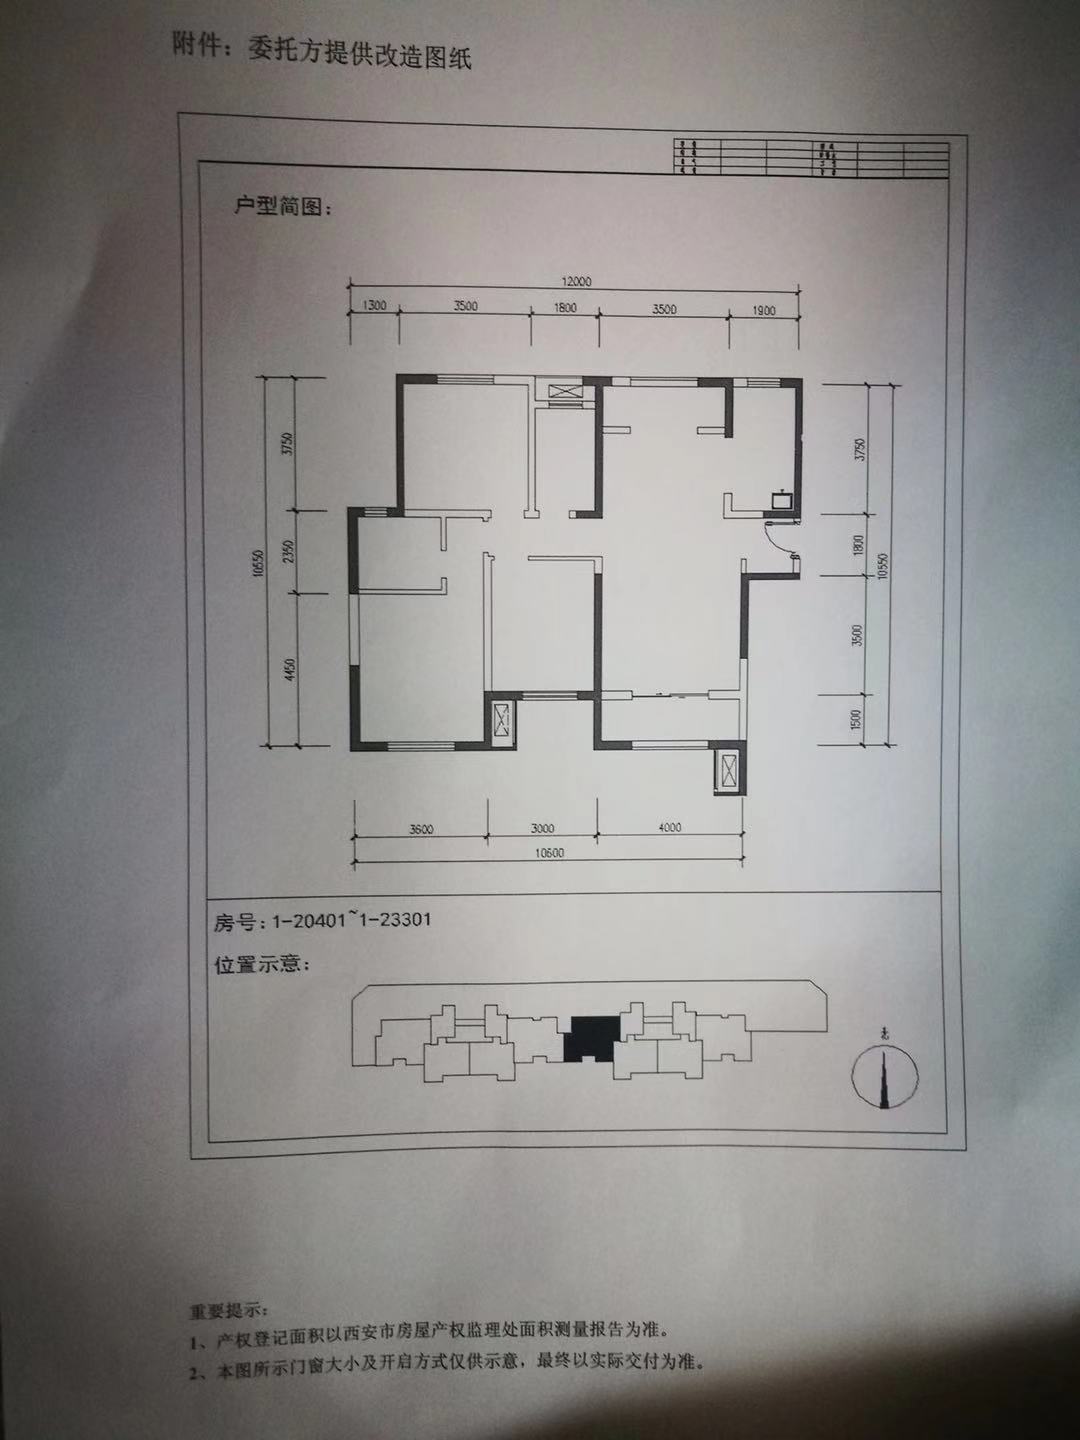 附件：委托方提供改造图纸
户型简图：
12000
1300 3500 1800 3500 1900
3750
2350
4450
10550
3750
1800
3500
1500
10550
3600 3000 4000
10600
房号：1-20401~1-23301
位置示意：
北
重要提示：
1、产权登记面积以西安市房屋产权监理处面积测量报告为准。
2、本图所示门窗大小及开启方式仅供示意，最终以实际交付为准。